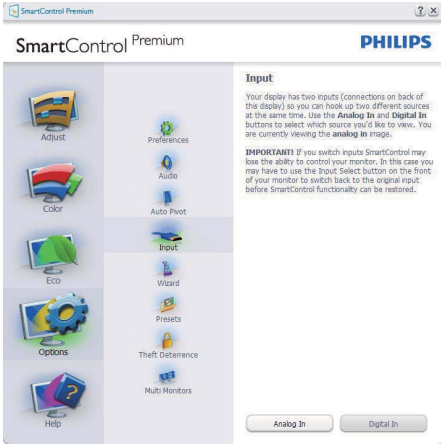 SmartControl Premium
? ×
SmartControl Premium
PHILIPS
Adjust
Color
Eco
Options
Help
Preferences
Audio
Auto Pivot
Input
Wizard
Presets
Theft Deterrence
Multi Monitors
Input
Your display has two inputs (connections on back of
this display) so you can hook up two different sources
at the same time. Use the Analog In and Digital In
buttons to select which source you'd like to view. You
are currently viewing the analog in image.
IMPORTANT! If you switch inputs SmartControl may
lose the ability to control your monitor. In this case you
may have to use the Input Select button on the front
of your monitor to switch back to the original input
before SmartControl functionality can be restored.
Analog In
Digital In